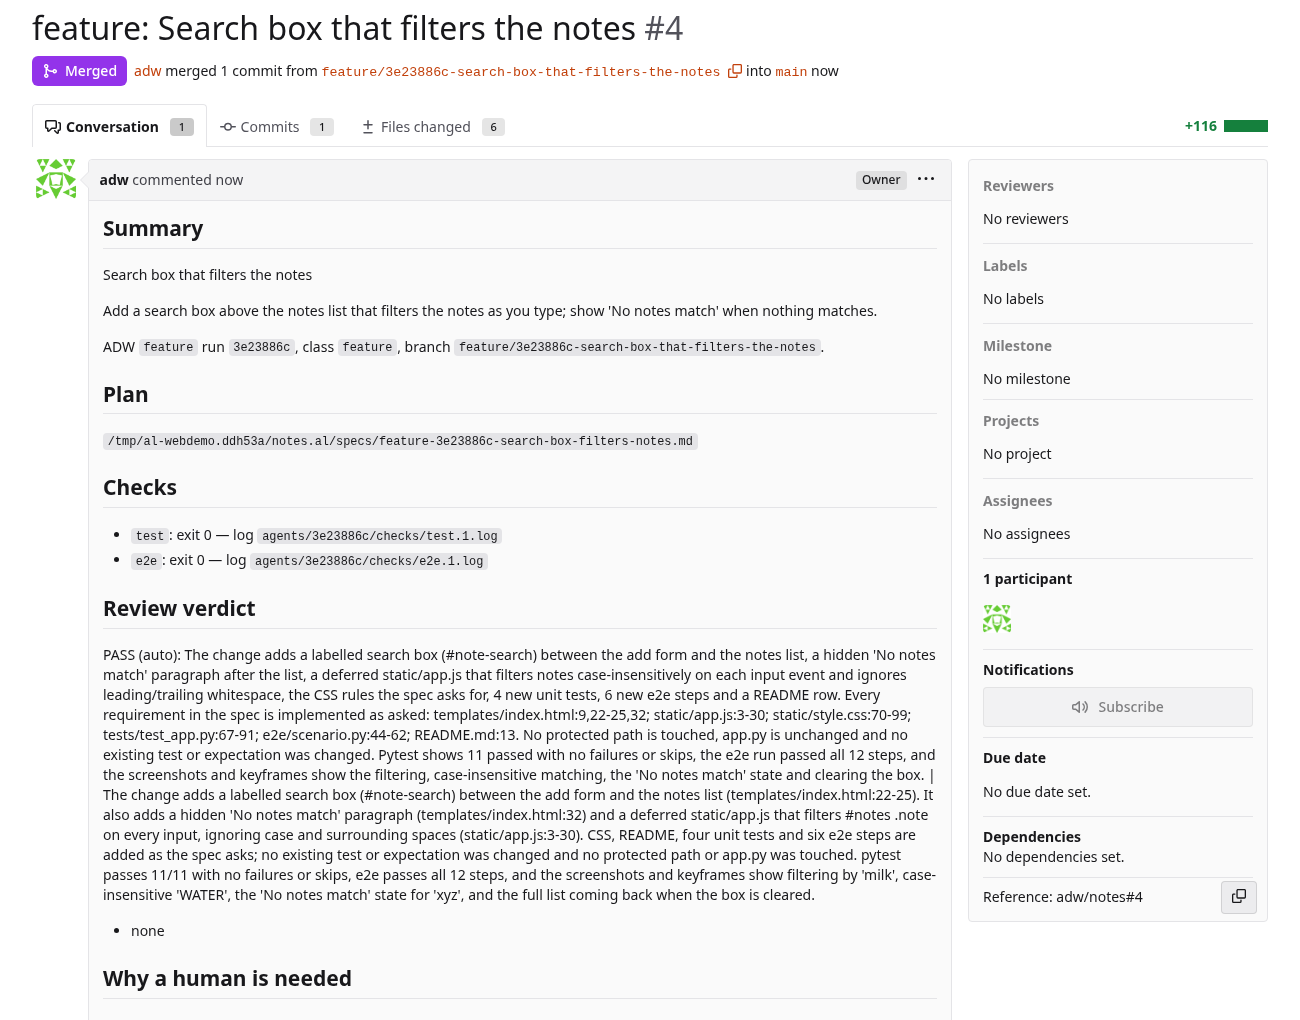 feature: Search box that filters the notes #4
Merged adw merged 1 commit from feature/3e23886c-search-box-that-filters-the-notes into main now
Conversation 1 Commits 1 Files changed 6 +116
adw commented now Owner
Summary
Search box that filters the notes
Add a search box above the notes list that filters the notes as you type; show 'No notes match' when nothing matches.
ADW feature run 3e23886c, class feature, branch feature/3e23886c-search-box-that-filters-the-notes.
Plan
/tmp/al-webdemo.ddh53a/notes.al/specs/feature-3e23886c-search-box-filters-notes.md
Checks
test: exit 0 — log agents/3e23886c/checks/test.1.log
e2e: exit 0 — log agents/3e23886c/checks/e2e.1.log
Review verdict
PASS (auto): The change adds a labelled search box (#note-search) between the add form and the notes list, a hidden 'No notes
match' paragraph after the list, a deferred static/app.js that filters notes case-insensitively on each input event and ignores
leading/trailing whitespace, the CSS rules the spec asks for, 4 new unit tests, 6 new e2e steps and a README row. Every
requirement in the spec is implemented as asked: templates/index.html:9,22-25,32; static/app.js:3-30; static/style.css:70-99;
tests/test_app.py:67-91; e2e/scenario.py:44-62; README.md:13. No protected path is touched, app.py is unchanged and no
existing test or expectation was changed. Pytest shows 11 passed with no failures or skips, the e2e run passed all 12 steps, and
the screenshots and keyframes show the filtering, case-insensitive matching, the 'No notes match' state and clearing the box. |
The change adds a labelled search box (#note-search) between the add form and the notes list (templates/index.html:22-25). It
also adds a hidden 'No notes match' paragraph (templates/index.html:32) and a deferred static/app.js that filters #notes .note
on every input, ignoring case and surrounding spaces (static/app.js:3-30). CSS, README, four unit tests and six e2e steps are
added as the spec asks; no existing test or expectation was changed and no protected path or app.py was touched. pytest
passes 11/11 with no failures or skips, e2e passes all 12 steps, and the screenshots and keyframes show filtering by 'milk', case-
insensitive 'WATER', the 'No notes match' state for 'xyz', and the full list coming back when the box is cleared.
none
Why a human is needed
Reviewers
No reviewers
Labels
No labels
Milestone
No milestone
Projects
No project
Assignees
No assignees
1 participant
Notifications
Subscribe
Due date
No due date set.
Dependencies
No dependencies set.
Reference: adw/notes#4